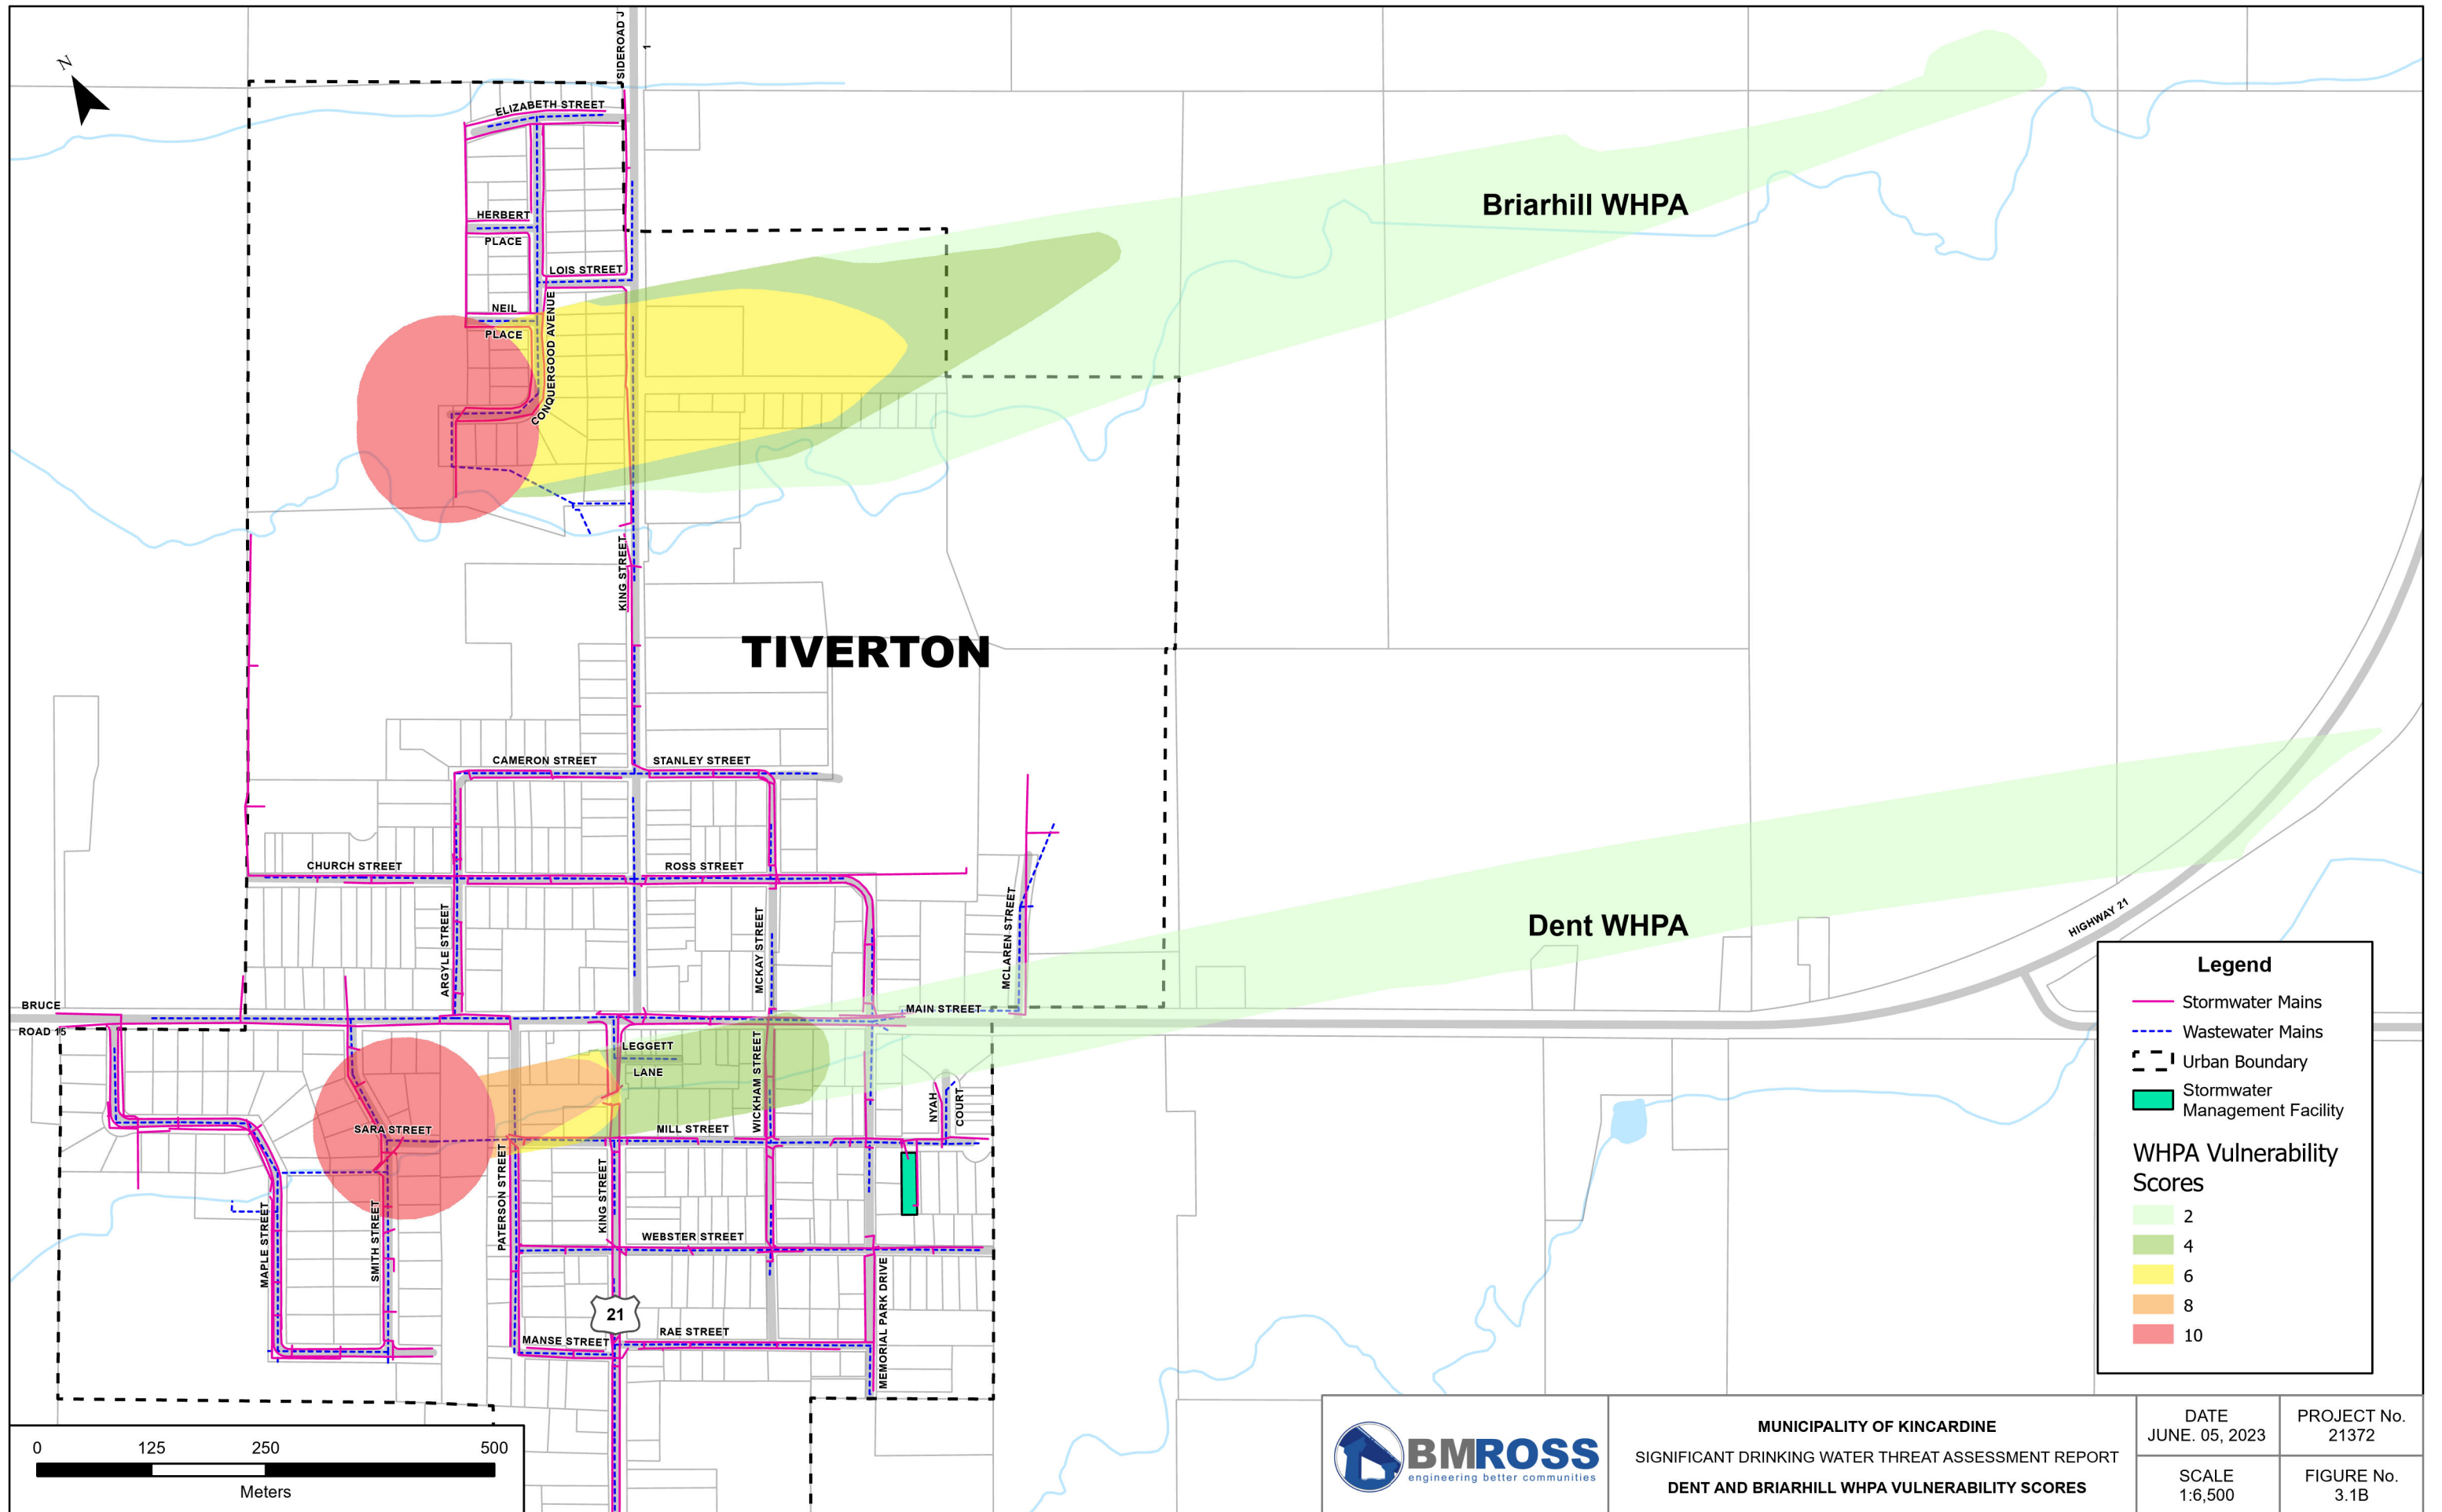 N
SIDEROAD J
1
ELIZABETH STREET
HERBERT
PLACE
LOIS STREET
NEIL
PLACE
CONQUERGOOD AVENUE
Briarhill WHPA
KING STREET
TIVERTON
CAMERON STREET
STANLEY STREET
CHURCH STREET
ROSS STREET
ARGYLE STREET
MCKAY STREET
MCLAREN STREET
Dent WHPA
HIGHWAY 21
BRUCE
ROAD 15
MAIN STREET
LEGGETT
LANE
WICKHAM STREET
NYAH
COURT
SARA STREET
MILL STREET
PATERSON STREET
KING STREET
MAPLE STREET
SMITH STREET
WEBSTER STREET
21
MANSE STREET
RAE STREET
MEMORIAL PARK DRIVE
Legend
Stormwater Mains
Wastewater Mains
Urban Boundary
Stormwater
Management Facility
WHPA Vulnerability
Scores
2
4
6
8
10
0 125 250 500
Meters
BMROSS
engineering better communities
MUNICIPALITY OF KINCARDINE
SIGNIFICANT DRINKING WATER THREAT ASSESSMENT REPORT
DENT AND BRIARHILL WHPA VULNERABILITY SCORES
DATE
JUNE. 05, 2023
PROJECT No.
21372
SCALE
1:6,500
FIGURE No.
3.1B